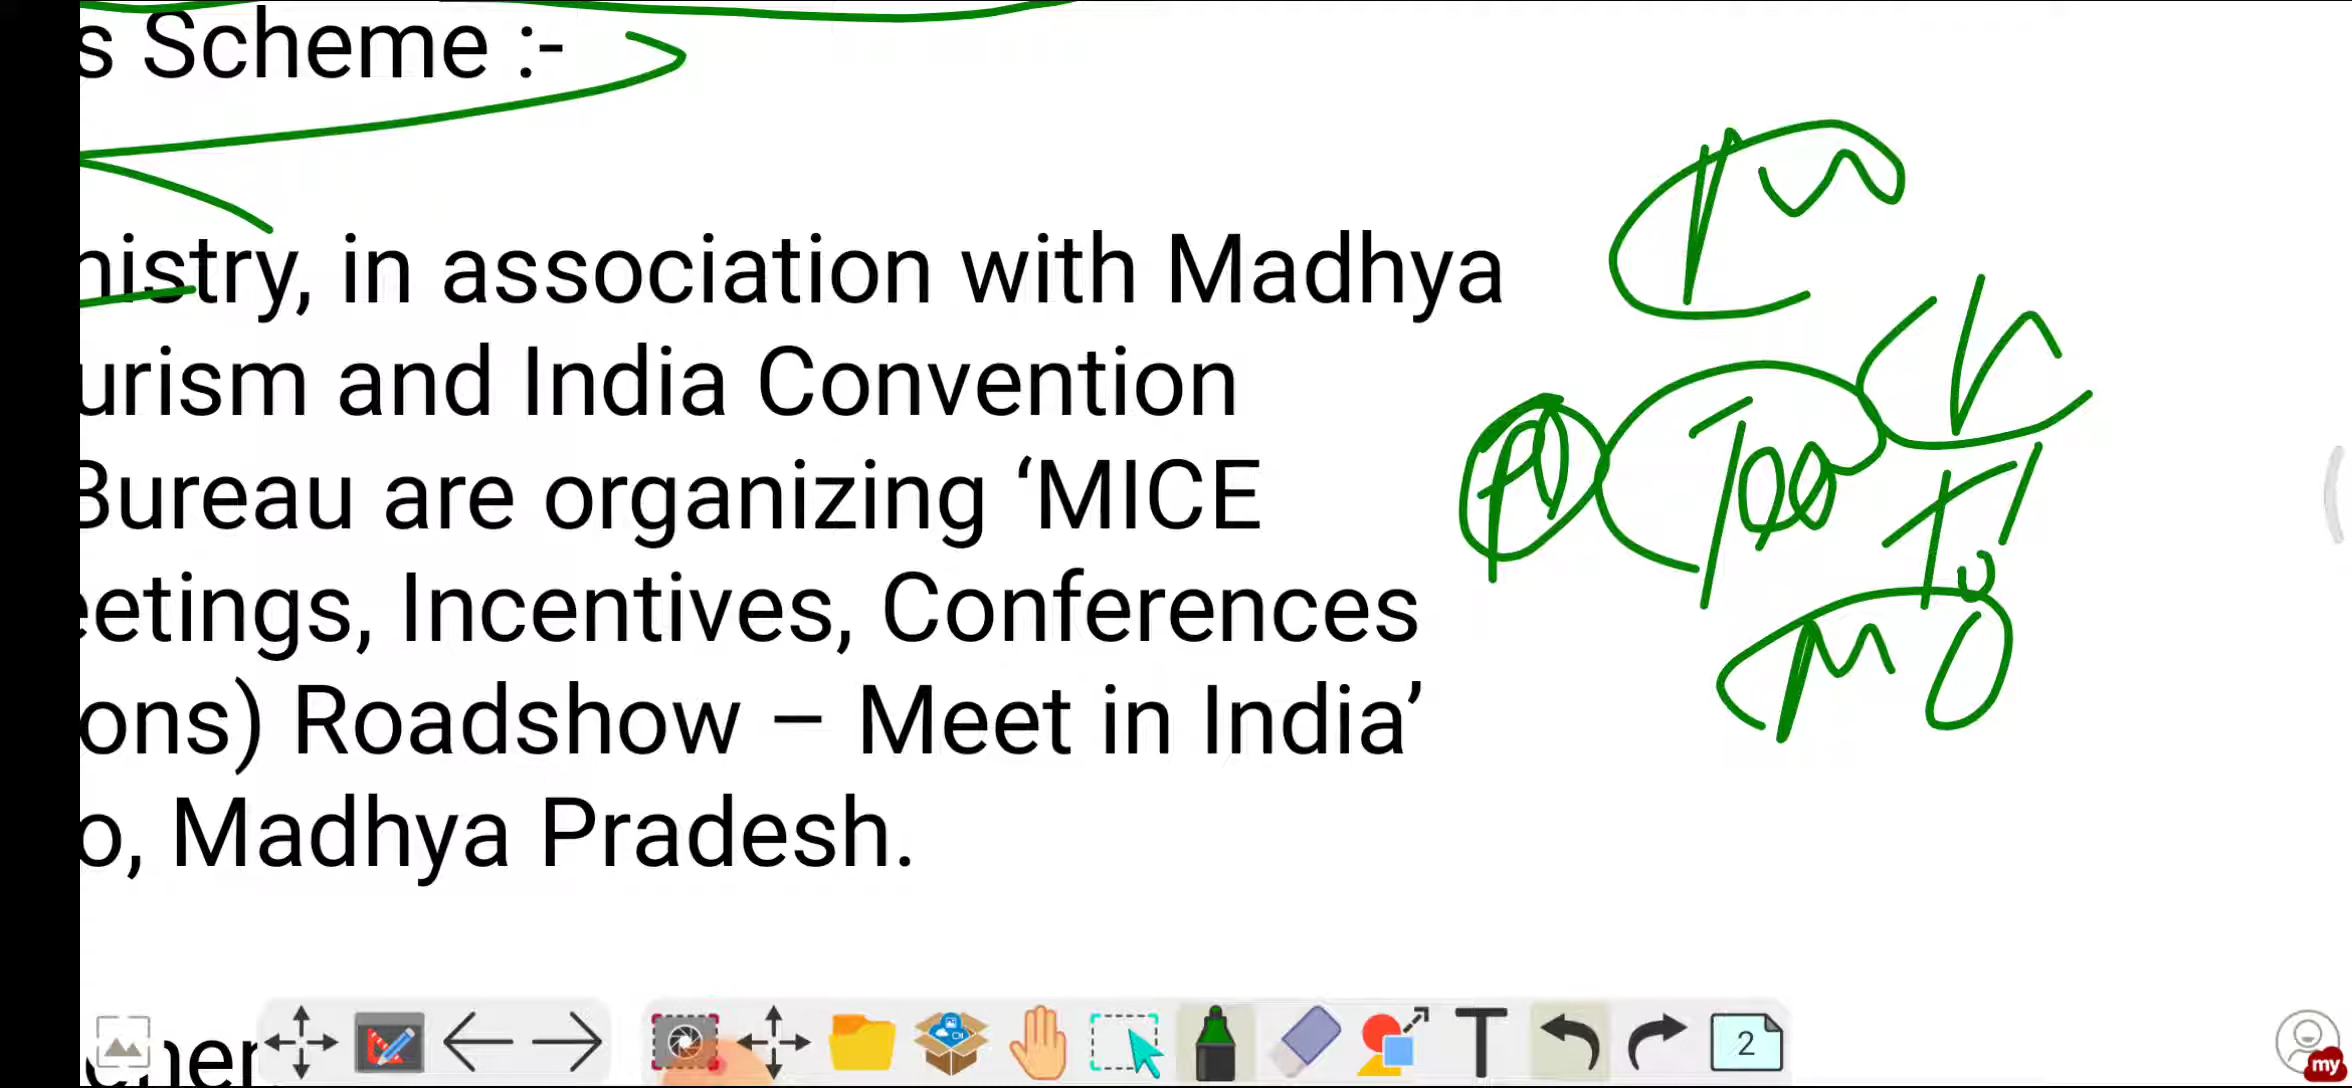 s Scheme :-
nistry, in association with Madhya
urism and India Convention
Bureau are organizing ‘MICE
eetings, Incentives, Conferences
ons) Roadshow – Meet in India’
o, Madhya Pradesh.
T
2
my